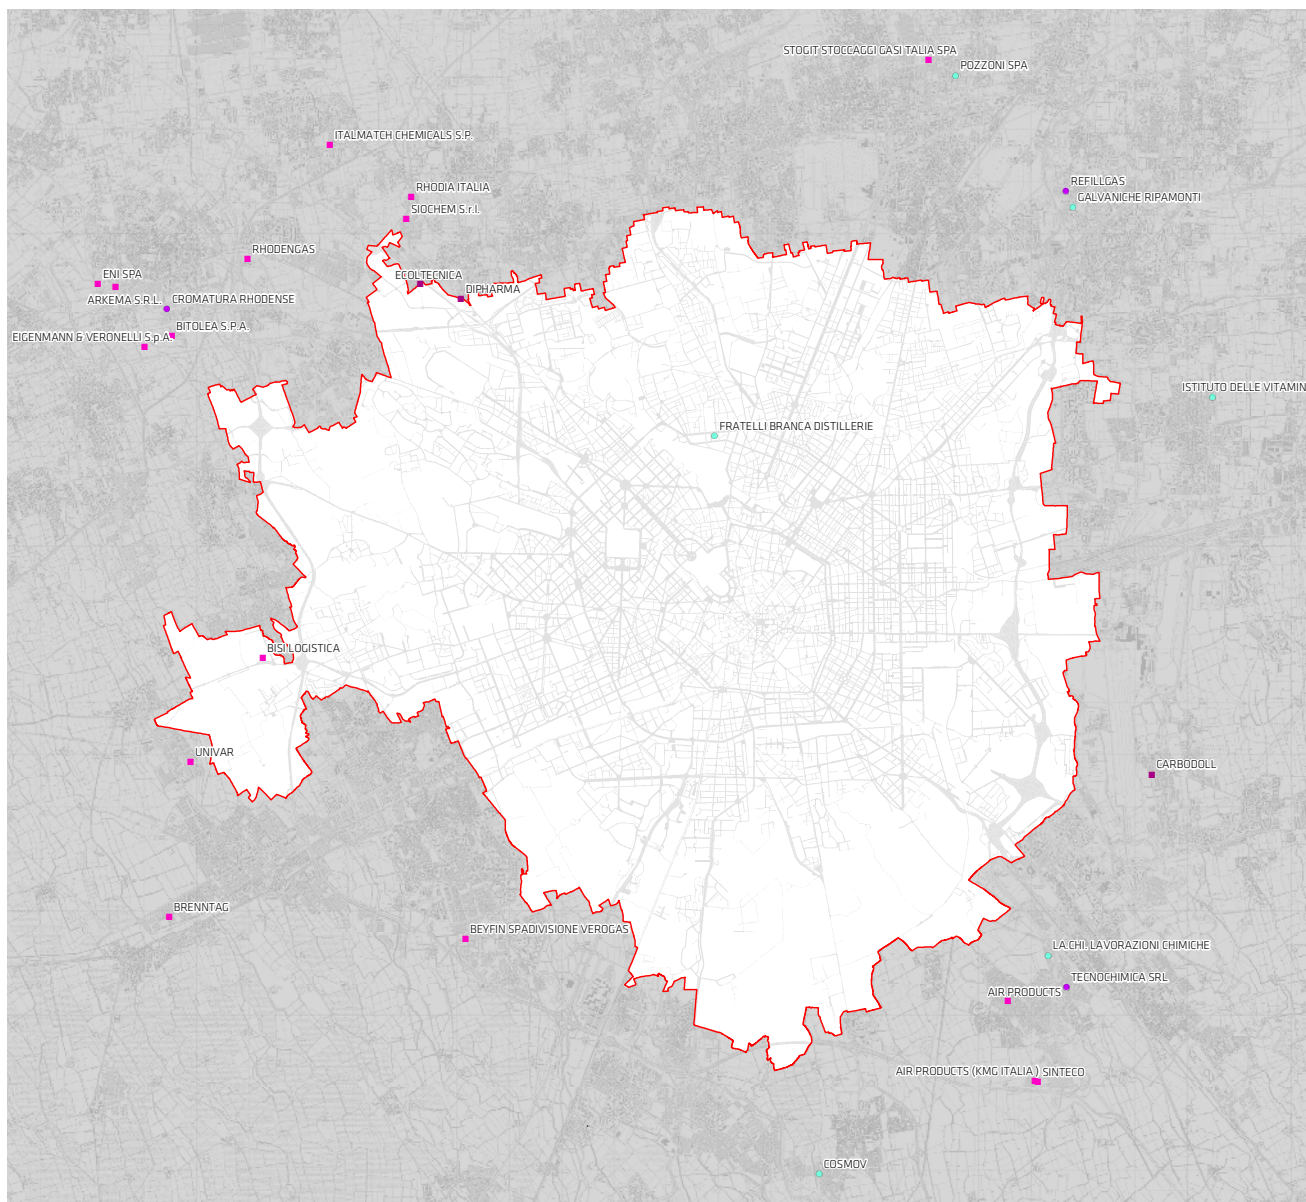 STOGIT STOCCAGGI GASI TALIA SPA
POZZONI SPA
ITALMATCH CHEMICALS S.P.
REFILLGAS
RHODIA ITALIA
GALVANICHE RIPAMONTI
SIOCHEM S.r.l.
RHODENGAS
ENI SPA
ECOLTECNICA
DIPHARMA
ARKEMA S.R.L.
CROMATURA RHODENSE
BITOLEA S.P.A.
EIGENMANN & VERONELLI S.p.A.
ISTITUTO DELLE VITAMIN
FRATELLI BRANCA DISTILLERIE
BISI LOGISTICA
UNIVAR
CARBODOLL
BRENNTAG
BEYFIN SPADIVISIONE VEROGAS
LA.CHI. LAVORAZIONI CHIMICHE
TECNOCHIMICA SRL
AIR PRODUCTS
AIR PRODUCTS (KMG ITALIA )
SINTECO
COSMOV